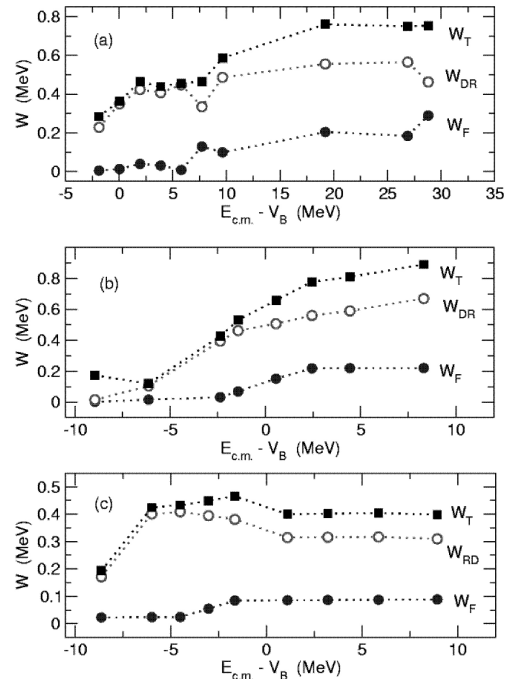 (a)
W (MeV)
0.8
0.6
0.4
0.2
0
W_T
W_DR
W_F
-5 0 5 10 15 20 25 30 35
E_c.m. - V_B (MeV)
(b)
W (MeV)
0.8
0.6
0.4
0.2
0
W_T
W_DR
W_F
-10 -5 0 5 10
E_c.m. - V_B (MeV)
(c)
W (MeV)
0.5
0.4
0.3
0.2
0.1
0
W_T
W_RD
W_F
-10 -5 0 5 10
E_c.m. - V_B (MeV)